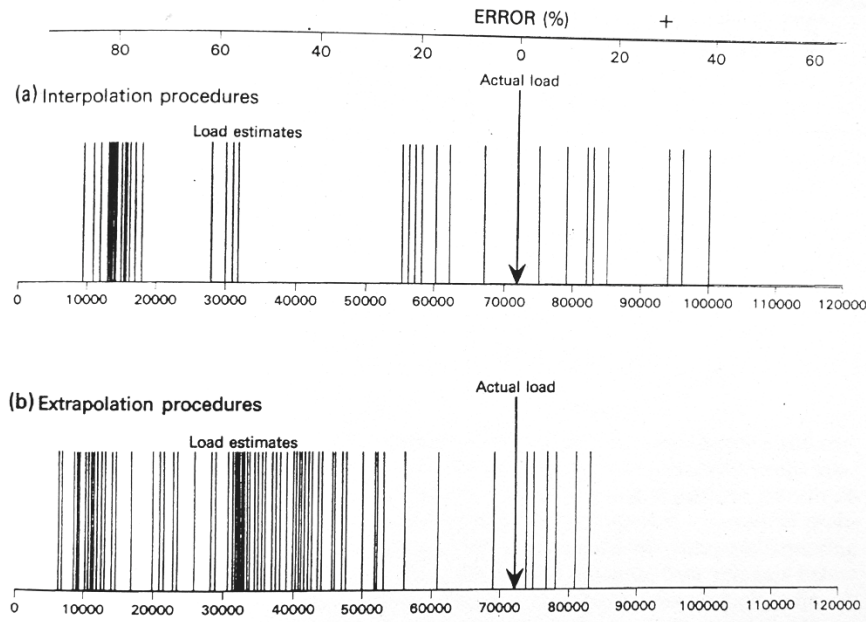 ERROR (%) +
80 60 40 20 0 20 40 60
(a) Interpolation procedures
Actual load
Load estimates
0 10000 20000 30000 40000 50000 60000 70000 80000 90000 100000 110000 120000
Actual load
(b) Extrapolation procedures
Load estimates
0 10000 20000 30000 40000 50000 60000 70000 80000 90000 100000 110000 120000